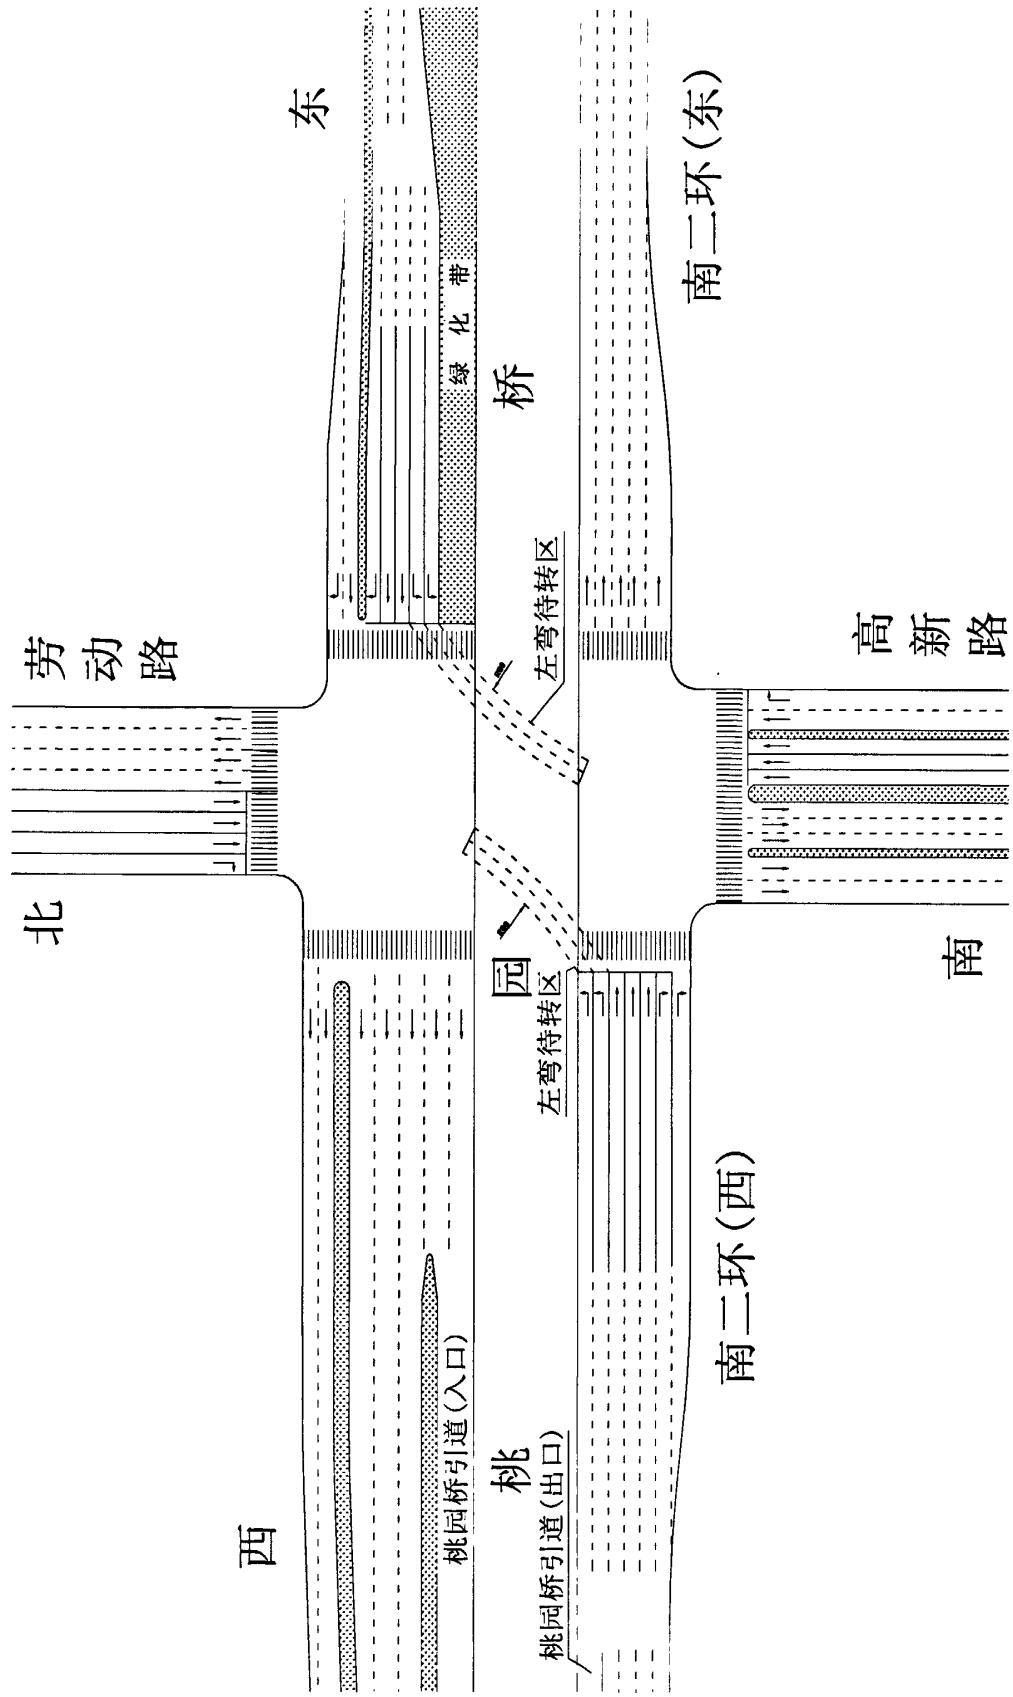 劳动路
北
东
西
绿化带
桃园桥
左弯待转区
左弯待转区
南二环(东)
高新路
南
南二环(西)
桃园桥引道(入口)
桃园桥引道(出口)